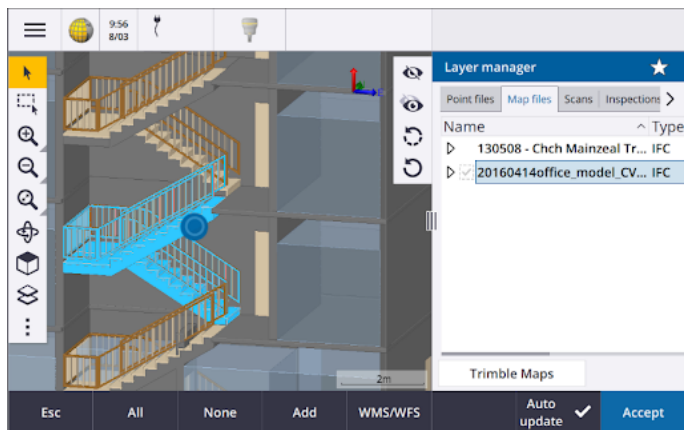 9:56
8/03
Layer manager
Point files Map files Scans Inspections
Name Type
130508 - Chch Mainzeal Tr... IFC
20160414office_model_CV... IFC
E
2m
Trimble Maps
Esc All None Add WMS/WFS Auto update Accept